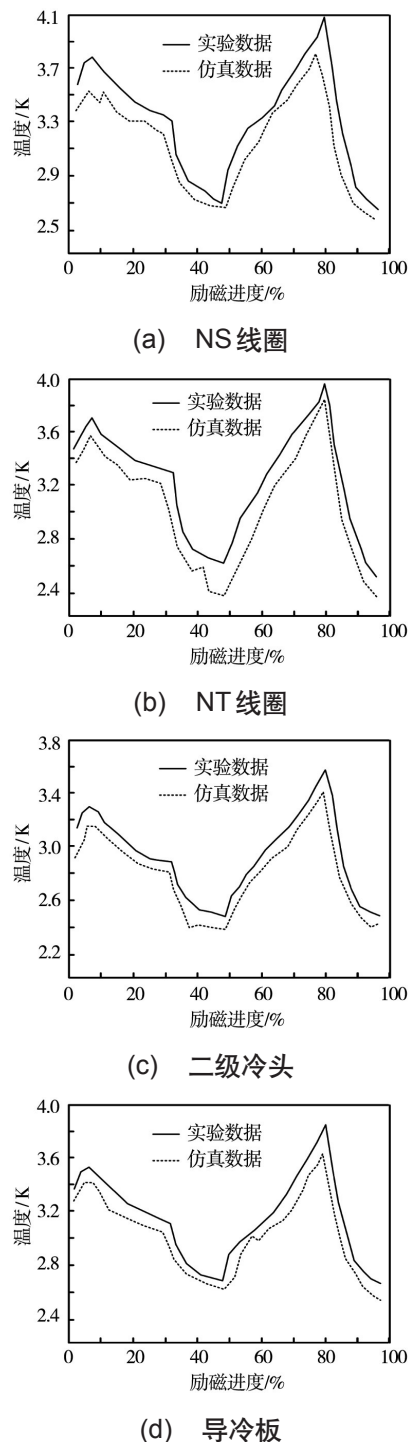 4.1
实验数据
仿真数据
3.7
3.3
2.9
2.5
温度/K
0 20 40 60 80 100
励磁进度/%
(a) NS线圈
4.0
实验数据
仿真数据
3.6
3.2
2.8
2.4
温度/K
0 20 40 60 80 100
励磁进度/%
(b) NT线圈
3.8
实验数据
仿真数据
3.4
3.0
2.6
2.2
温度/K
0 20 40 60 80 100
励磁进度/%
(c) 二级冷头
4.0
实验数据
仿真数据
3.6
3.2
2.8
2.4
温度/K
0 20 40 60 80 100
励磁进度/%
(d) 导冷板